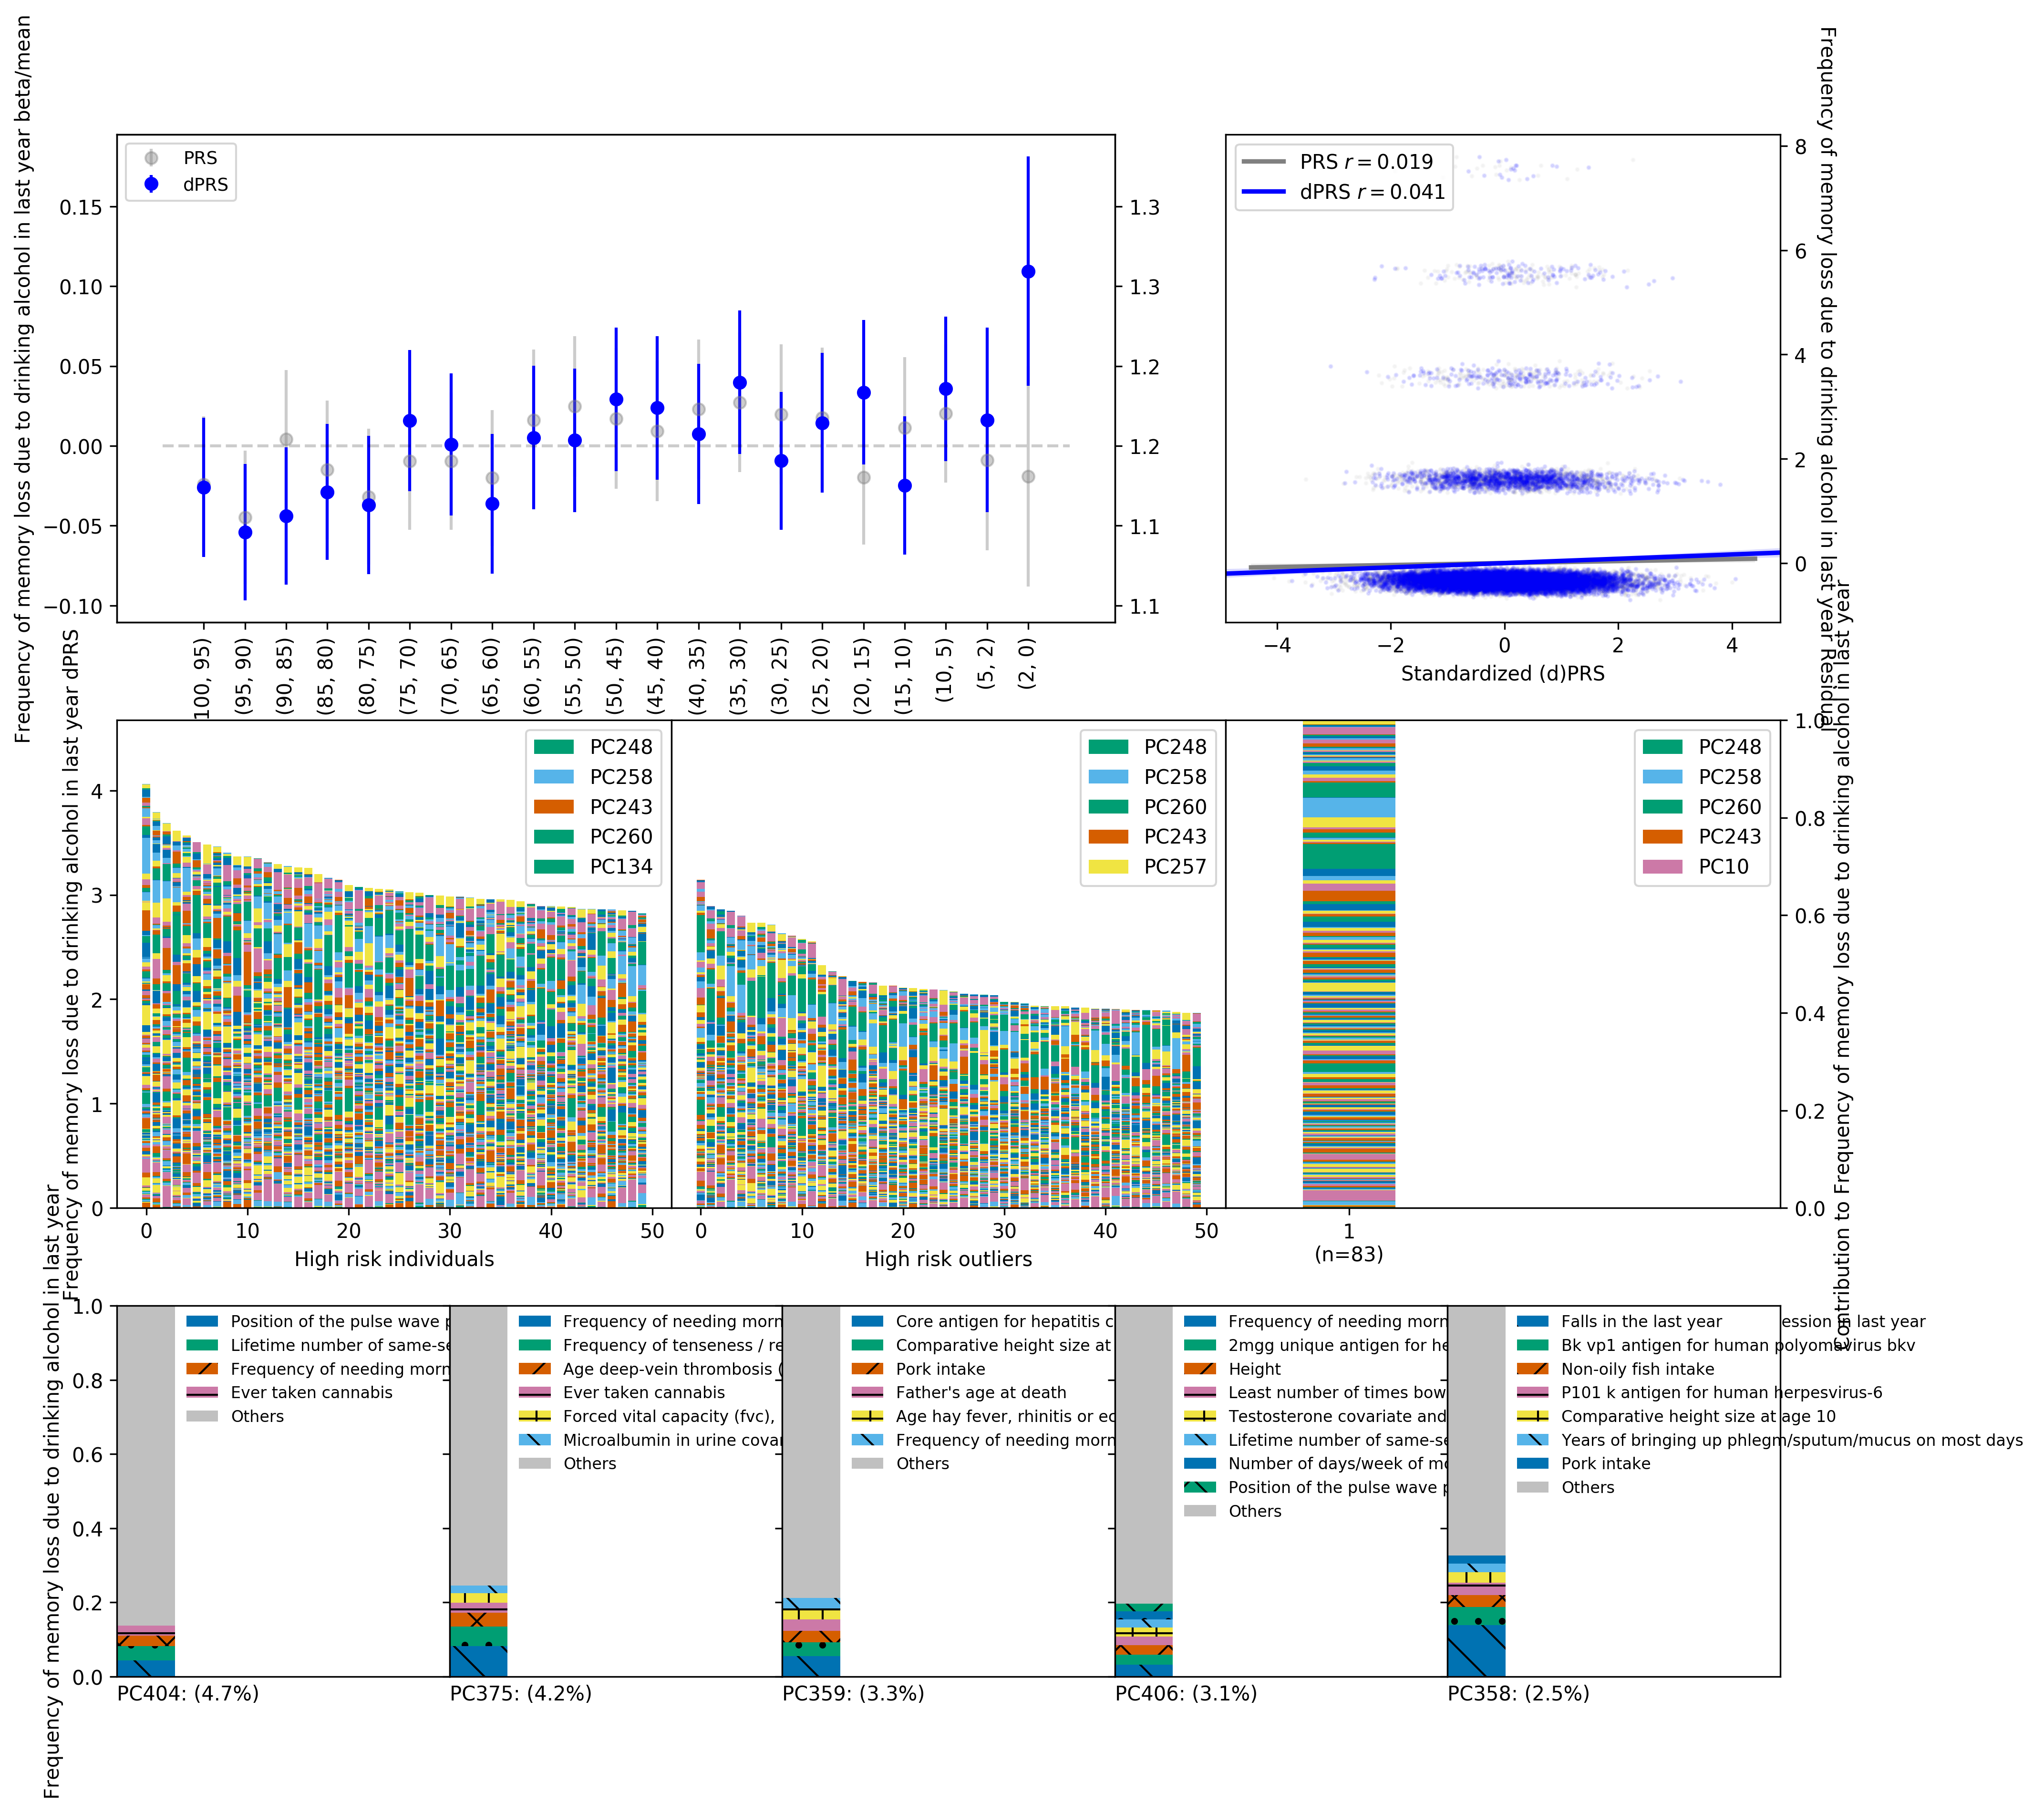 Frequency of memory loss due to drinking alcohol in last year beta/mean
PRS
dPRS
0.15
0.10
0.05
0.00
−0.05
−0.10
1.3
1.3
1.2
1.2
1.1
1.1
100, 95)
(95, 90)
(90, 85)
(85, 80)
(80, 75)
(75, 70)
(70, 65)
(65, 60)
(60, 55)
(55, 50)
(50, 45)
(45, 40)
(40, 35)
(35, 30)
(30, 25)
(25, 20)
(20, 15)
(15, 10)
(10, 5)
(5, 2)
(2, 0)
PRS r = 0.019
dPRS r = 0.041
8
6
4
2
0
−4
−2
0
2
4
Standardized (d)PRS
Frequency of memory loss due to drinking alcohol in last year Residual
Frequency of memory loss due to drinking alcohol in last year dPRS
4
3
2
1
0
PC248
PC258
PC243
PC260
PC134
0
10
20
30
40
50
High risk individuals
PC248
PC258
PC260
PC243
PC257
0
10
20
30
40
50
High risk outliers
PC248
PC258
PC260
PC243
PC10
1
(n=83)
1.0
0.8
0.6
0.4
0.2
0.0
Contribution to Frequency of memory loss due to drinking alcohol in last year
Frequency of memory loss due to drinking alcohol in last year
1.0
0.8
0.6
0.4
0.2
0.0
Position of the pulse wave p
Lifetime number of same-se
Frequency of needing morn
Ever taken cannabis
Others
PC404: (4.7%)
Frequency of needing morn
Frequency of tenseness / re
Age deep-vein thrombosis (
Ever taken cannabis
Forced vital capacity (fvc),
Microalbumin in urine covar
Others
PC375: (4.2%)
Core antigen for hepatitis c
Comparative height size at
Pork intake
Father's age at death
Age hay fever, rhinitis or ec
Frequency of needing morn
Others
PC359: (3.3%)
Frequency of needing morn
2mgg unique antigen for he
Height
Least number of times bow
Testosterone covariate and
Lifetime number of same-se
Number of days/week of mo
Position of the pulse wave p
Others
PC406: (3.1%)
Falls in the last year
ession in last year
Bk vp1 antigen for human polyomavirus bkv
Non-oily fish intake
P101 k antigen for human herpesvirus-6
Comparative height size at age 10
Years of bringing up phlegm/sputum/mucus on most days
Pork intake
Others
PC358: (2.5%)